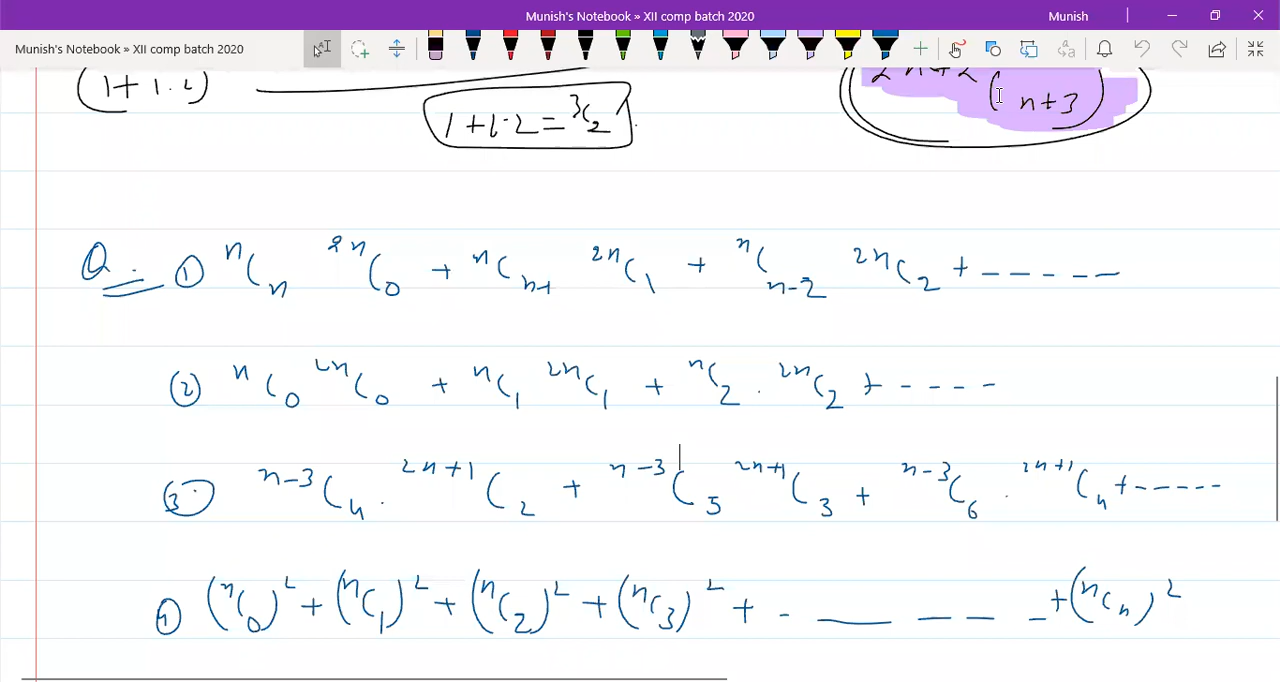 Munish's Notebook » XII comp batch 2020
Munish
Munish's Notebook » XII comp batch 2020
(1+1·2)
1+1·2 = ³C₂
n+3
Q. ① ⁿCₙ ²ⁿC₀ + ⁿCₙ₋₁ ²ⁿC₁ + ⁿCₙ₋₂ ²ⁿC₂ + -----
② ⁿC₀ ²ⁿC₀ + ⁿC₁ ²ⁿC₁ + ⁿC₂ · ²ⁿC₂ + ----
③ ⁿ⁻³C₄ · ²ⁿ⁺¹C₂ + ⁿ⁻³C₅ ²ⁿ⁺¹C₃ + ⁿ⁻³C₆ · ²ⁿ⁺¹C₄ + -----
④ (ⁿC₀)² + (ⁿC₁)² + (ⁿC₂)² + (ⁿC₃)² + - --- -- - + (ⁿCₙ)²